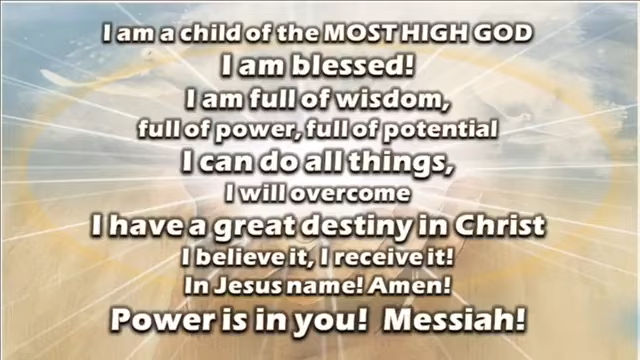 I am a child of the MOST HIGH GOD
I am blessed!
I am full of wisdom,
full of power, full of potential
I can do all things,
I will overcome
I have a great destiny in Christ
I believe it, I receive it!
In Jesus name! Amen!
Power is in you! Messiah!